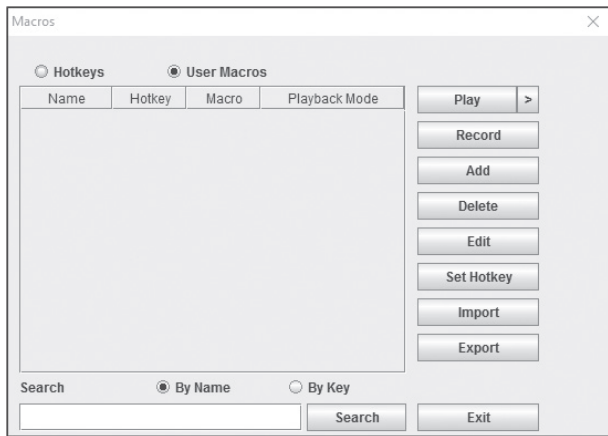 Macros
Hotkeys User Macros
Name Hotkey Macro Playback Mode
Play >
Record
Add
Delete
Edit
Set Hotkey
Import
Export
Search By Name By Key
Search Exit